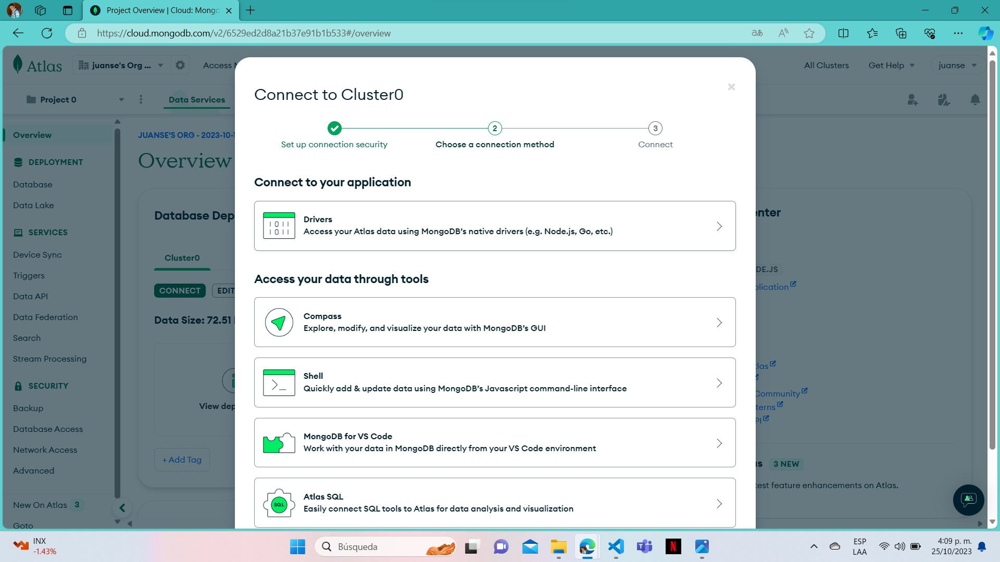 Project Overview | Cloud: Mongo
https://cloud.mongodb.com/v2/6529ed2d8a21b37e91b1b533#/overview
Atlas
juanse's Org ...
Access
All Clusters
Get Help
juanse
Project 0
Data Services
Overview
DEPLOYMENT
Database
Data Lake
SERVICES
Device Sync
Triggers
Data API
Data Federation
Search
Stream Processing
SECURITY
Backup
Database Access
Network Access
Advanced
New On Atlas 3
Goto
JUANSE'S ORG - 2023-10-1
Overview
Database Dep
Cluster0
CONNECT
EDIT
Data Size: 72.51
View dep
+ Add Tag
Connect to Cluster0
2
3
Set up connection security
Choose a connection method
Connect
Connect to your application
Drivers
Access your Atlas data using MongoDB’s native drivers (e.g. Node.js, Go, etc.)
Access your data through tools
Compass
Explore, modify, and visualize your data with MongoDB’s GUI
Shell
Quickly add & update data using MongoDB’s Javascript command-line interface
MongoDB for VS Code
Work with your data in MongoDB directly from your VS Code environment
SQL
Atlas SQL
Easily connect SQL tools to Atlas for data analysis and visualization
enter
DE.JS
plication
las
Community
terns
PI
s 3 NEW
test feature enhancements on Atlas.
INX
-1.43%
Búsqueda
ESP
LAA
4:09 p. m.
25/10/2023